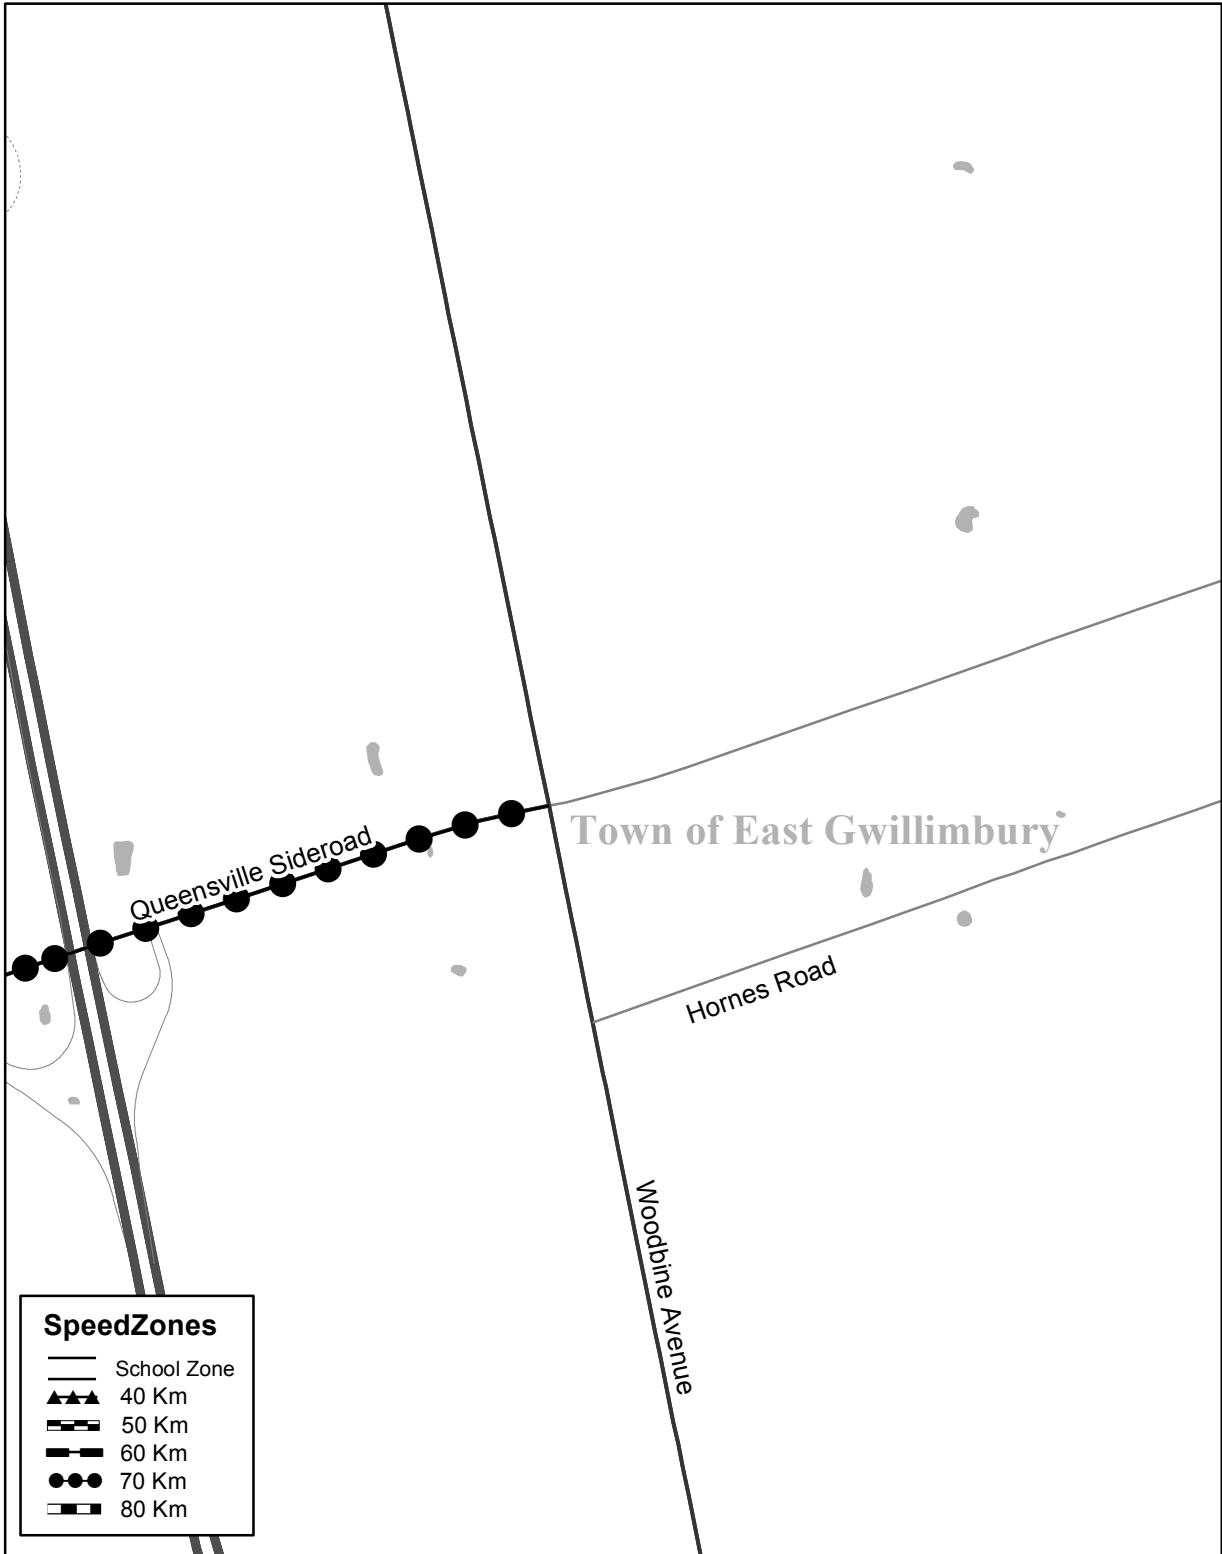 Queensville Sideroad
Town of East Gwillimbury
Hornes Road
Woodbine Avenue
SpeedZones
School Zone
40 Km
50 Km
60 Km
70 Km
80 Km